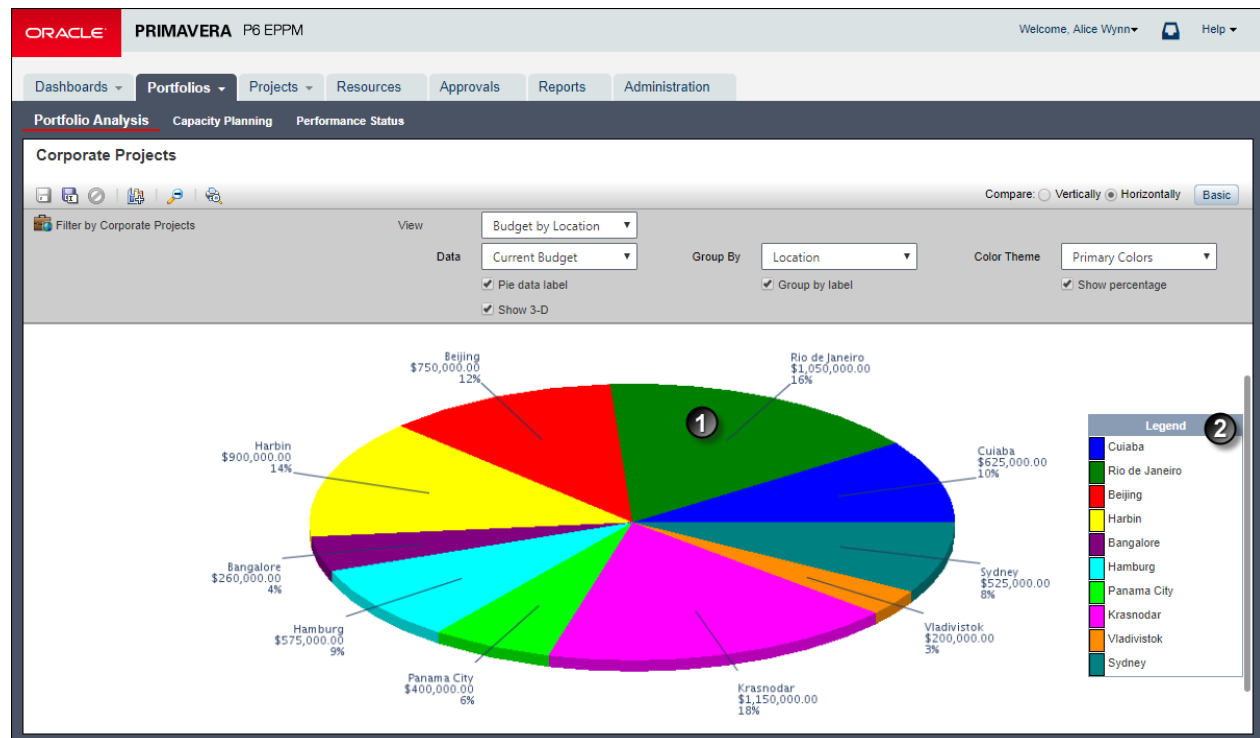 ORACLE PRIMAVERA P6 EPPM Welcome, Alice Wynn Help
Dashboards Portfolios Projects Resources Approvals Reports Administration
Portfolio Analysis Capacity Planning Performance Status
Corporate Projects
Compare: Vertically Horizontally Basic
Filter by Corporate Projects View Budget by Location
Data Current Budget Group By Location Color Theme Primary Colors
Pie data label Group by label Show percentage
Show 3-D
Beijing
$750,000.00
12%
Rio de Janeiro
$1,050,000.00
16%
1
Harbin
$900,000.00
14%
Cuiaba
$625,000.00
10%
Bangalore
$260,000.00
4%
Sydney
$525,000.00
8%
Hamburg
$575,000.00
9%
Vladivistok
$200,000.00
3%
Panama City
$400,000.00
6%
Krasnodar
$1,150,000.00
18%
Legend 2
Cuiaba
Rio de Janeiro
Beijing
Harbin
Bangalore
Hamburg
Panama City
Krasnodar
Vladivistok
Sydney